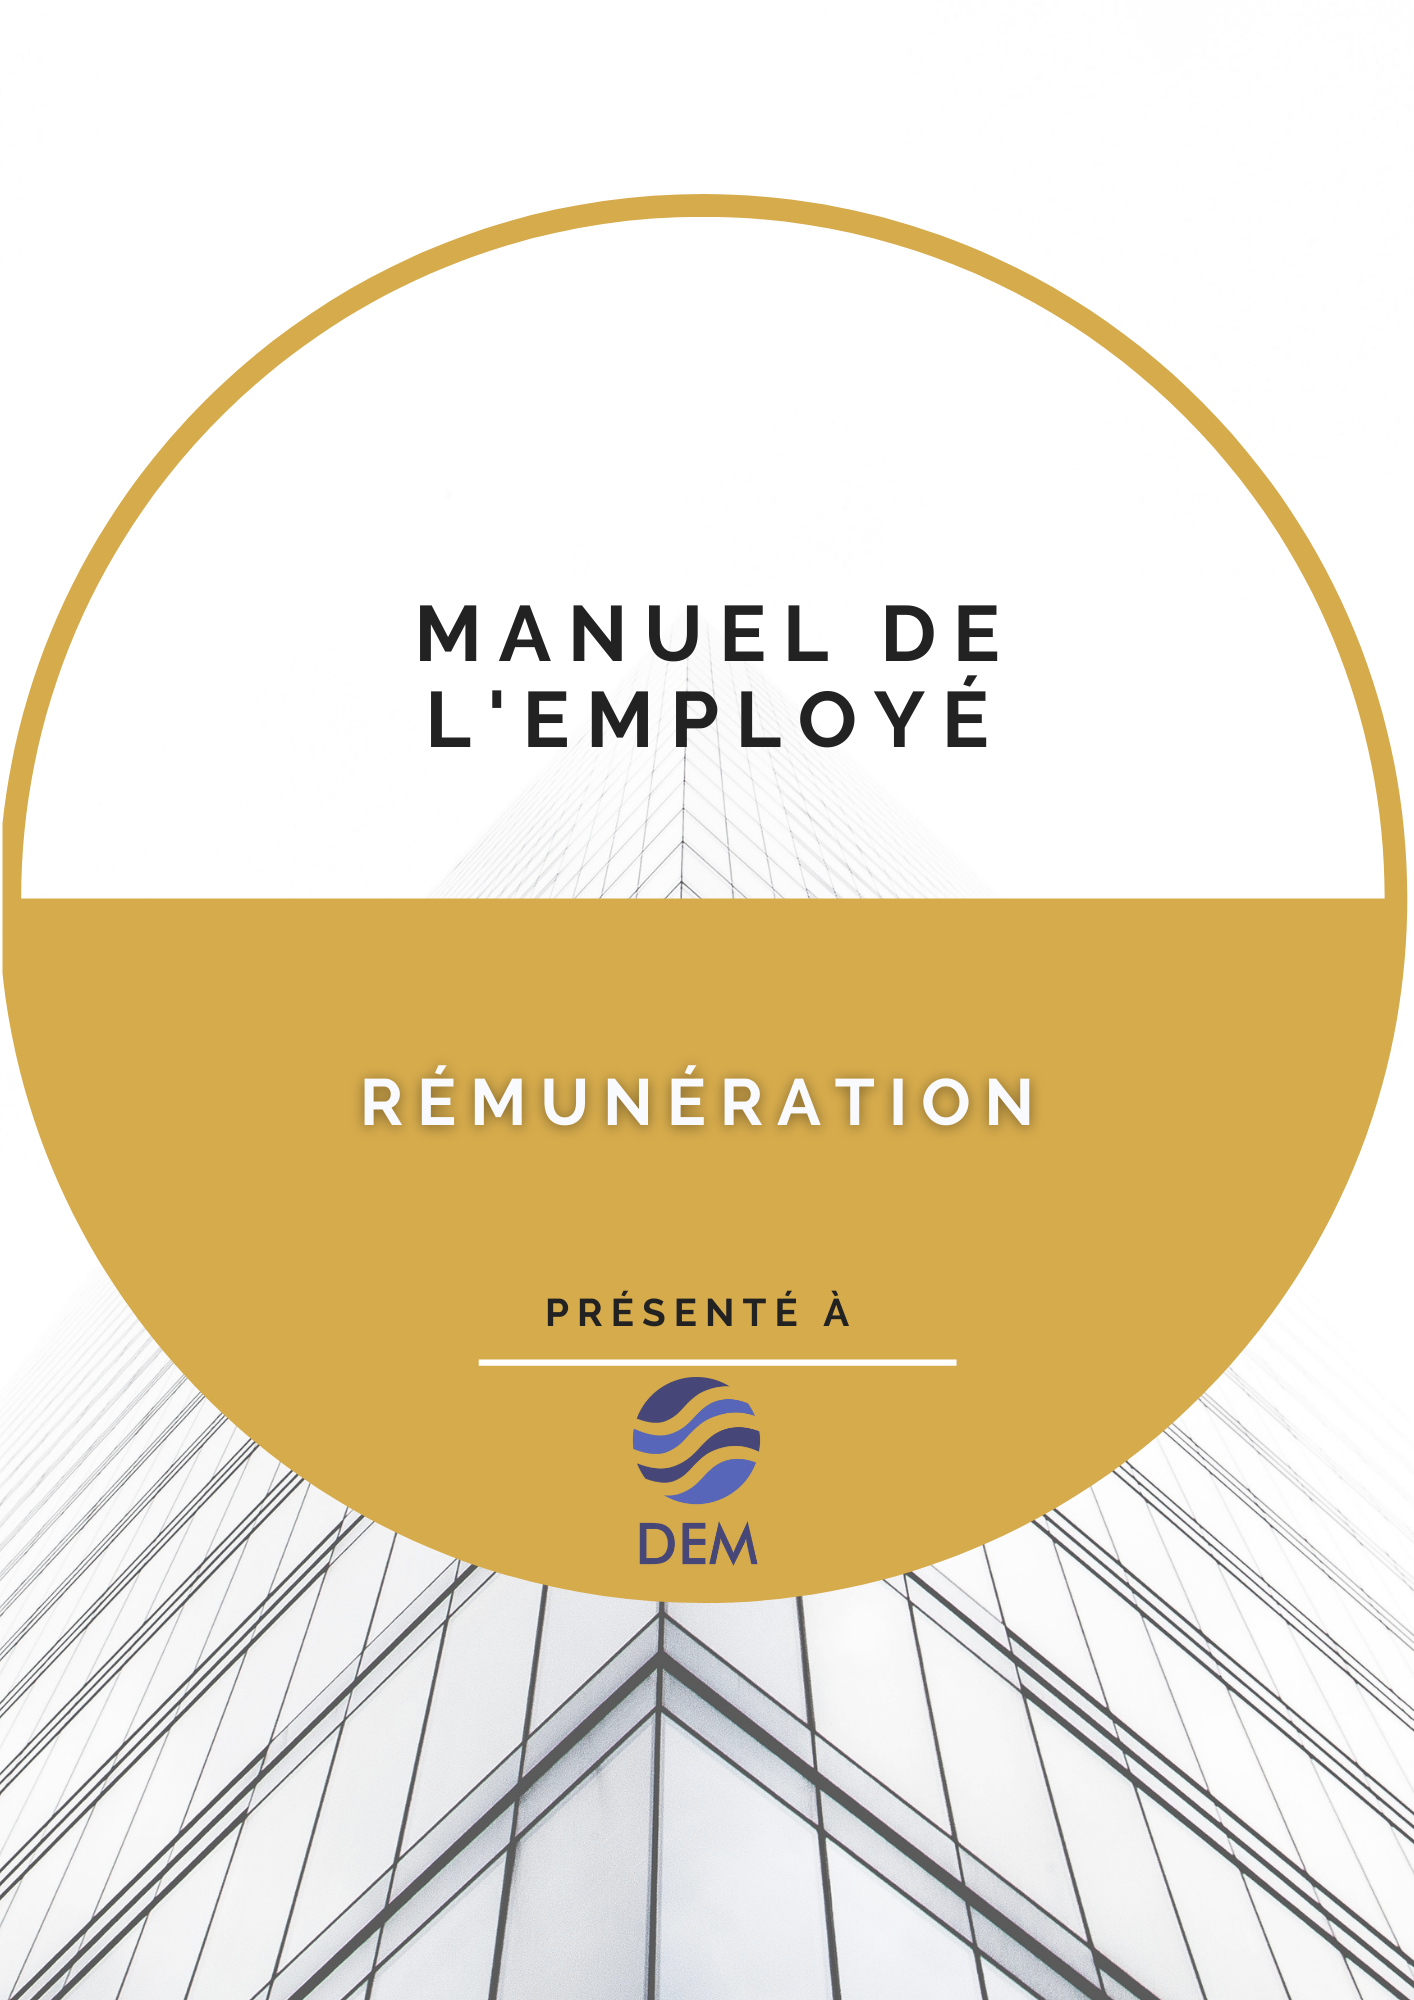 MANUEL DE
L'EMPLOYÉ
RÉMUNÉRATION
PRÉSENTÉ À
DEM